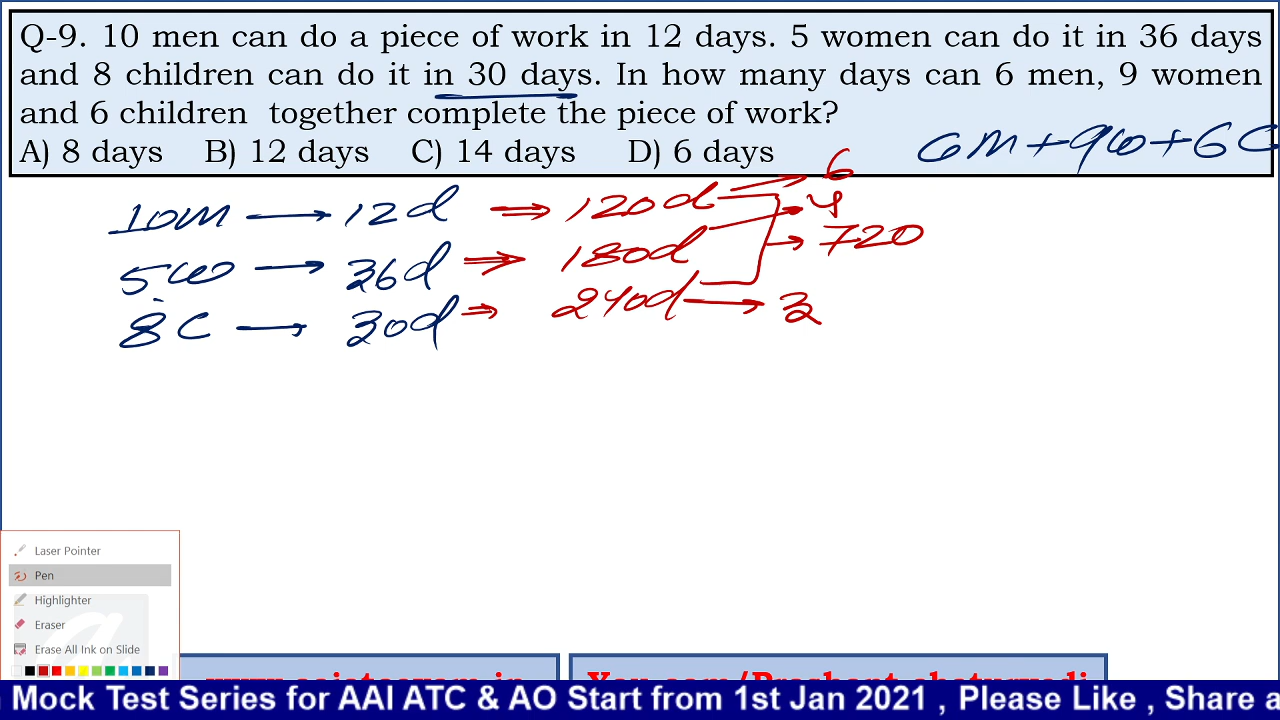 Q-9. 10 men can do a piece of work in 12 days. 5 women can do it in 36 days
and 8 children can do it in 30 days. In how many days can 6 men, 9 women
and 6 children together complete the piece of work?
A) 8 days B) 12 days C) 14 days D) 6 days
6M+9W+6C
10M → 12d ⇒ 120d → 6
5W → 36d ⇒ 180d → 4
→ 720
8C → 30d ⇒ 240d → 3
Laser Pointer
Pen
Highlighter
Eraser
Erase All Ink on Slide
Mock Test Series for AAI ATC & AO Start from 1st Jan 2021 , Please Like , Share a